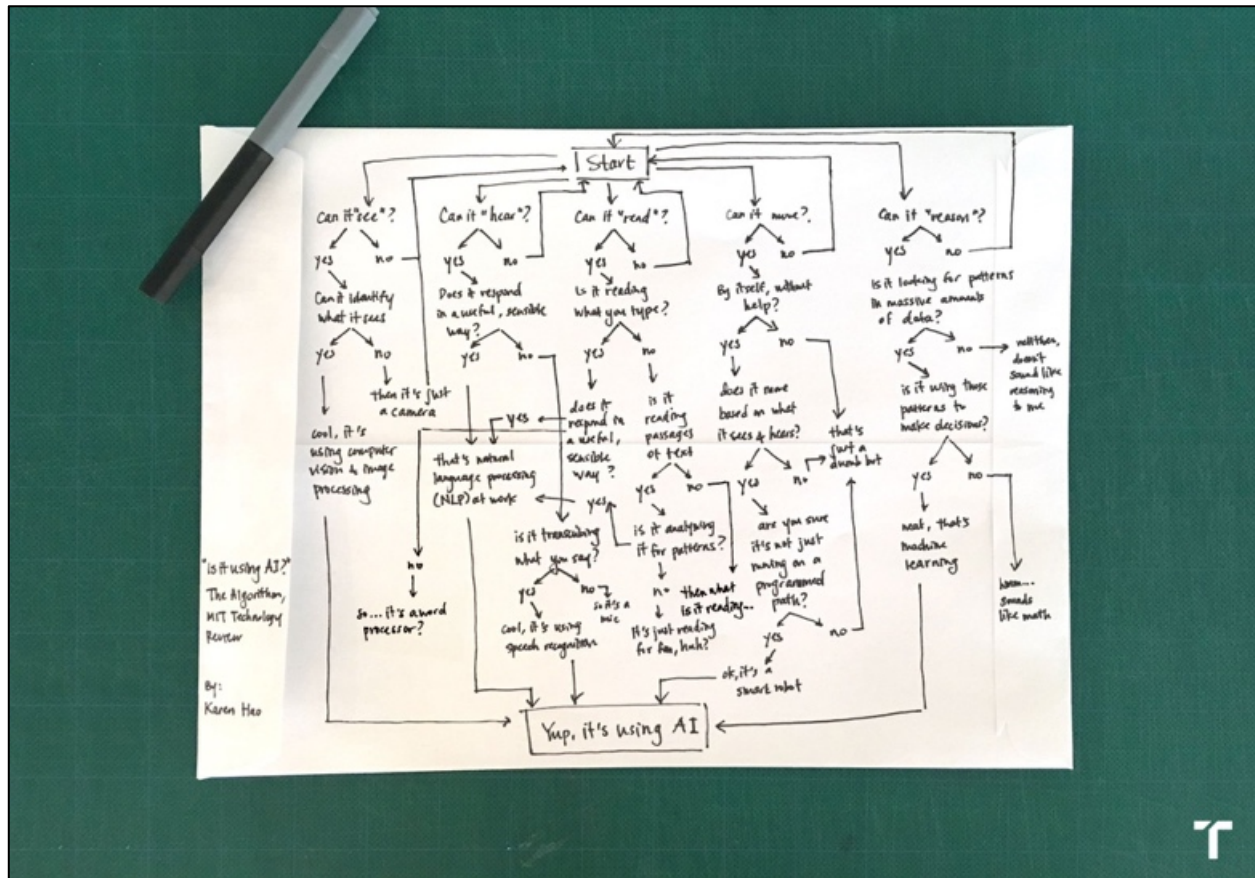 Start
Can it "see"?
yes
no
Can it identify
what it sees
yes
no
then it's just
a camera
cool, it's
using computer
vision & image
processing
Can it "hear"?
yes
no
Does it respond
in a useful, sensible
way?
yes
no
that's natural
language processing
(NLP) at work
is it transcribing
what you say?
yes
no
so it's a
mic
cool, it's using
speech recognition
Can it "read"?
yes
no
Is it reading
what you type?
yes
no
does it
respond in
a useful,
sensible
way?
yes
no
so... it's a word
processor?
is it
reading
passages
of text
yes
no
is it analyzing
it for patterns?
yes
no
It's just reading
for fun, huh?
then what
is it reading...
Can it move?
yes
no
By itself, without
help?
yes
no
does it move
based on what
it sees & hears?
yes
no
that's
just a
dumb bot
are you sure
it's not just
moving on a
programmed
path?
yes
no
ok, it's a
smart robot
Can it "reason"?
yes
no
Is it looking for patterns
in massive amounts
of data?
yes
no
doesn't
sound like
reasoning
to me
is it using those
patterns to
make decisions?
yes
no
neat, that's
machine
learning
hmm...
sounds
like math
Yup, it's using AI
"Is it using AI?"
The Algorithm,
MIT Technology
Review
By:
Karen Hao